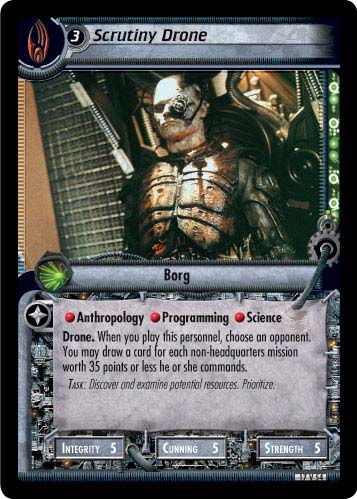 3 Scrutiny Drone
Borg
Anthropology Programming Science
Drone. When you play this personnel, choose an opponent.
You may draw a card for each non-headquarters mission
worth 35 points or less he or she commands.
Task: Discover and examine potential resources. Prioritize.
Integrity 5 Cunning 5 Strength 5
17 V 54